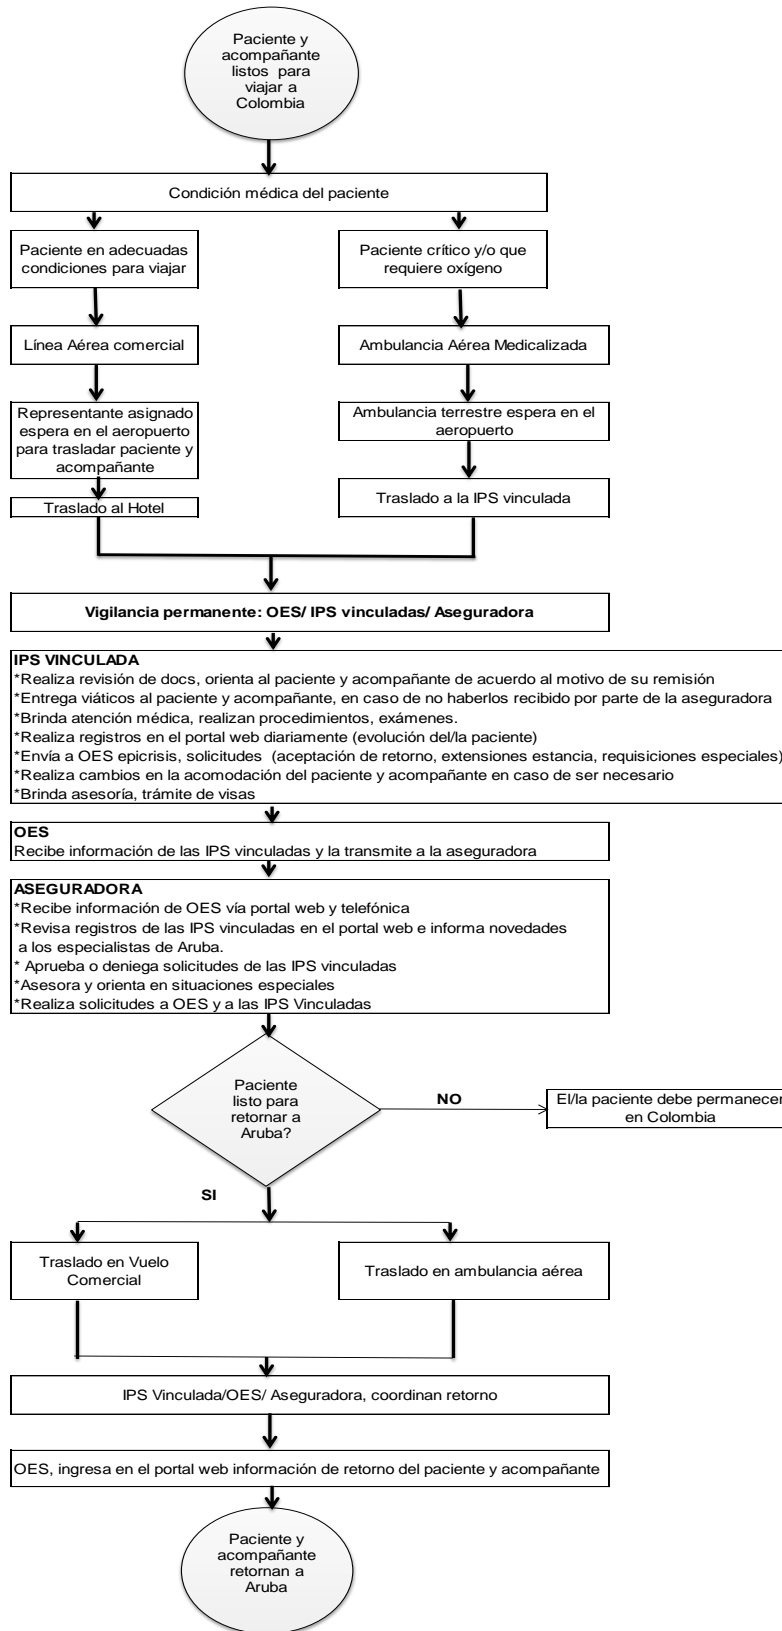 Paciente y
acompañante
listos para
viajar a
Colombia
Condición médica del paciente
Paciente en adecuadas
condiciones para viajar
Paciente crítico y/o que
requiere oxígeno
Línea Aérea comercial
Ambulancia Aérea Medicalizada
Representante asignado
espera en el aeropuerto
para trasladar paciente y
acompañante
Ambulancia terrestre espera en el
aeropuerto
Traslado al Hotel
Traslado a la IPS vinculada
Vigilancia permanente: OES/ IPS vinculadas/ Aseguradora
IPS VINCULADA
*Realiza revisión de docs, orienta al paciente y acompañante de acuerdo al motivo de su remisión
*Entrega viáticos al paciente y acompañante, en caso de no haberlos recibido por parte de la aseguradora
*Brinda atención médica, realizan procedimientos, exámenes.
*Realiza registros en el portal web diariamente (evolución del/la paciente)
*Envía a OES epicrisis, solicitudes (aceptación de retorno, extensiones estancia, requisiciones especiales)
*Realiza cambios en la acomodación del paciente y acompañante en caso de ser necesario
*Brinda asesoría, trámite de visas
OES
Recibe información de las IPS vinculadas y la transmite a la aseguradora
ASEGURADORA
*Recibe información de OES vía portal web y telefónica
*Revisa registros de las IPS vinculadas en el portal web e informa novedades
a los especialistas de Aruba.
* Aprueba o deniega solicitudes de las IPS vinculadas
*Asesora y orienta en situaciones especiales
*Realiza solicitudes a OES y a las IPS Vinculadas
Paciente
listo para
retornar a
Aruba?
NO
El/la paciente debe permanecer
en Colombia
SI
Traslado en Vuelo
Comercial
Traslado en ambulancia aérea
IPS Vinculada/OES/ Aseguradora, coordinan retorno
OES, ingresa en el portal web información de retorno del paciente y acompañante
Paciente y
acompañante
retornan a
Aruba